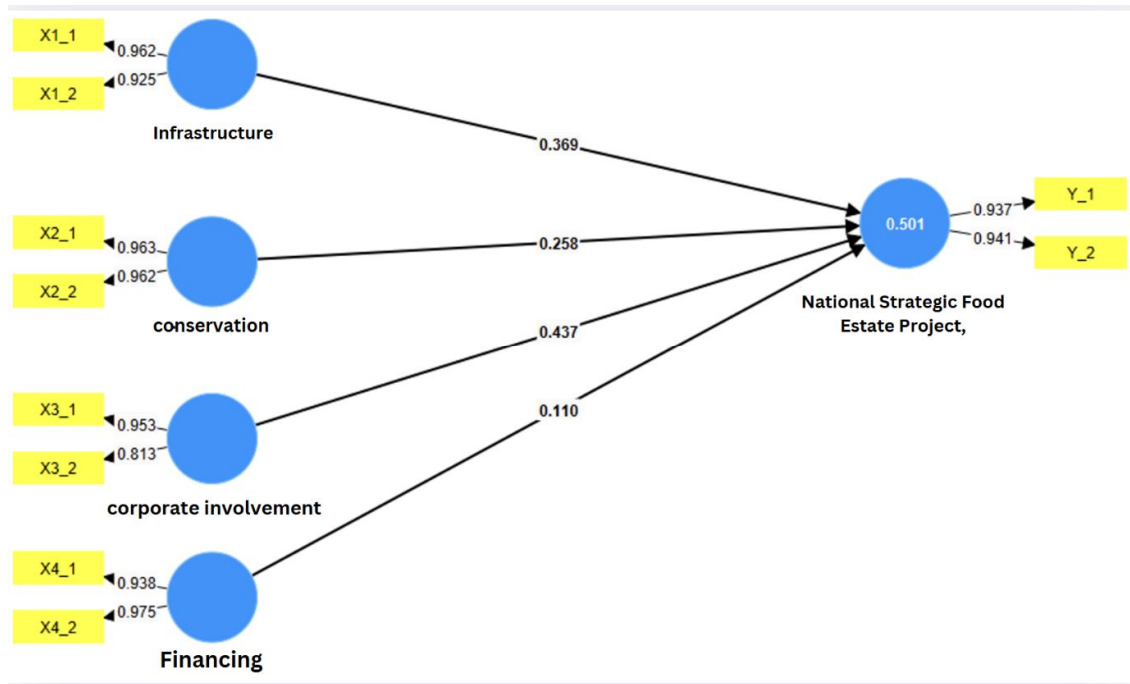 X1_1
0.962
0.925
X1_2
Infrastructure
0.369
X2_1
0.963
0.962
X2_2
conservation
0.258
X3_1
0.953
0.813
X3_2
corporate involvement
0.437
X4_1
0.938
0.975
X4_2
Financing
0.110
0.501
National Strategic Food
Estate Project,
0.937
Y_1
0.941
Y_2